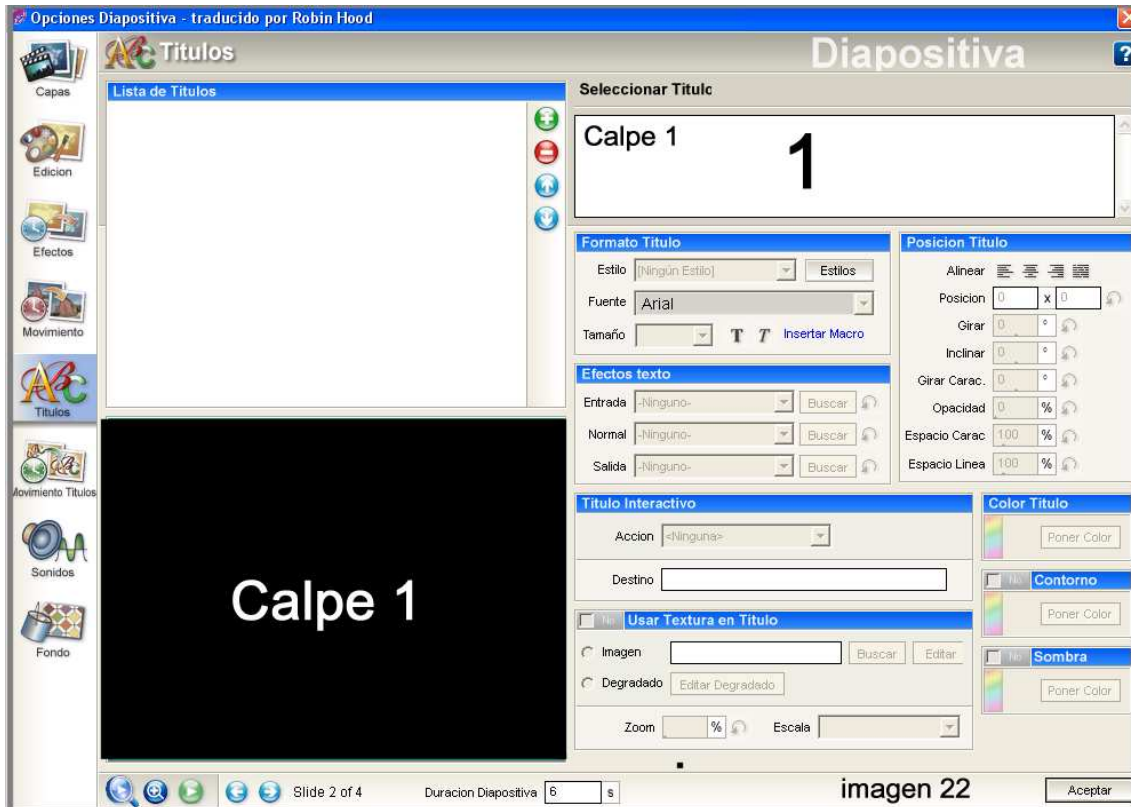 Opciones Diapositiva - traducido por Robin Hood
Capas
Edicion
Efectos
Movimiento
Titulos
Movimiento Titulos
Sonidos
Fondo
ABC Titulos
Diapositiva
?
Lista de Titulos
Seleccionar Titulo
Calpe 1
1
Formato Titulo
Estilo [Ningún Estilo] Estilos
Fuente Arial
Tamaño T T Insertar Macro
Efectos texto
Entrada -Ninguno- Buscar
Normal -Ninguno- Buscar
Salida -Ninguno- Buscar
Posicion Titulo
Alinear
Posicion 0 x 0
Girar 0 °
Inclinar 0 °
Girar Carac. 0 °
Opacidad 0 %
Espacio Carac 100 %
Espacio Linea 100 %
Calpe 1
Titulo Interactivo
Accion <Ninguna>
Destino
No Usar Textura en Titulo
Imagen Buscar Editar
Degradado Editar Degradado
Zoom % Escala
Color Titulo
Poner Color
No Contorno
Poner Color
No Sombra
Poner Color
Slide 2 of 4 Duracion Diapositiva 6 s
imagen 22
Aceptar